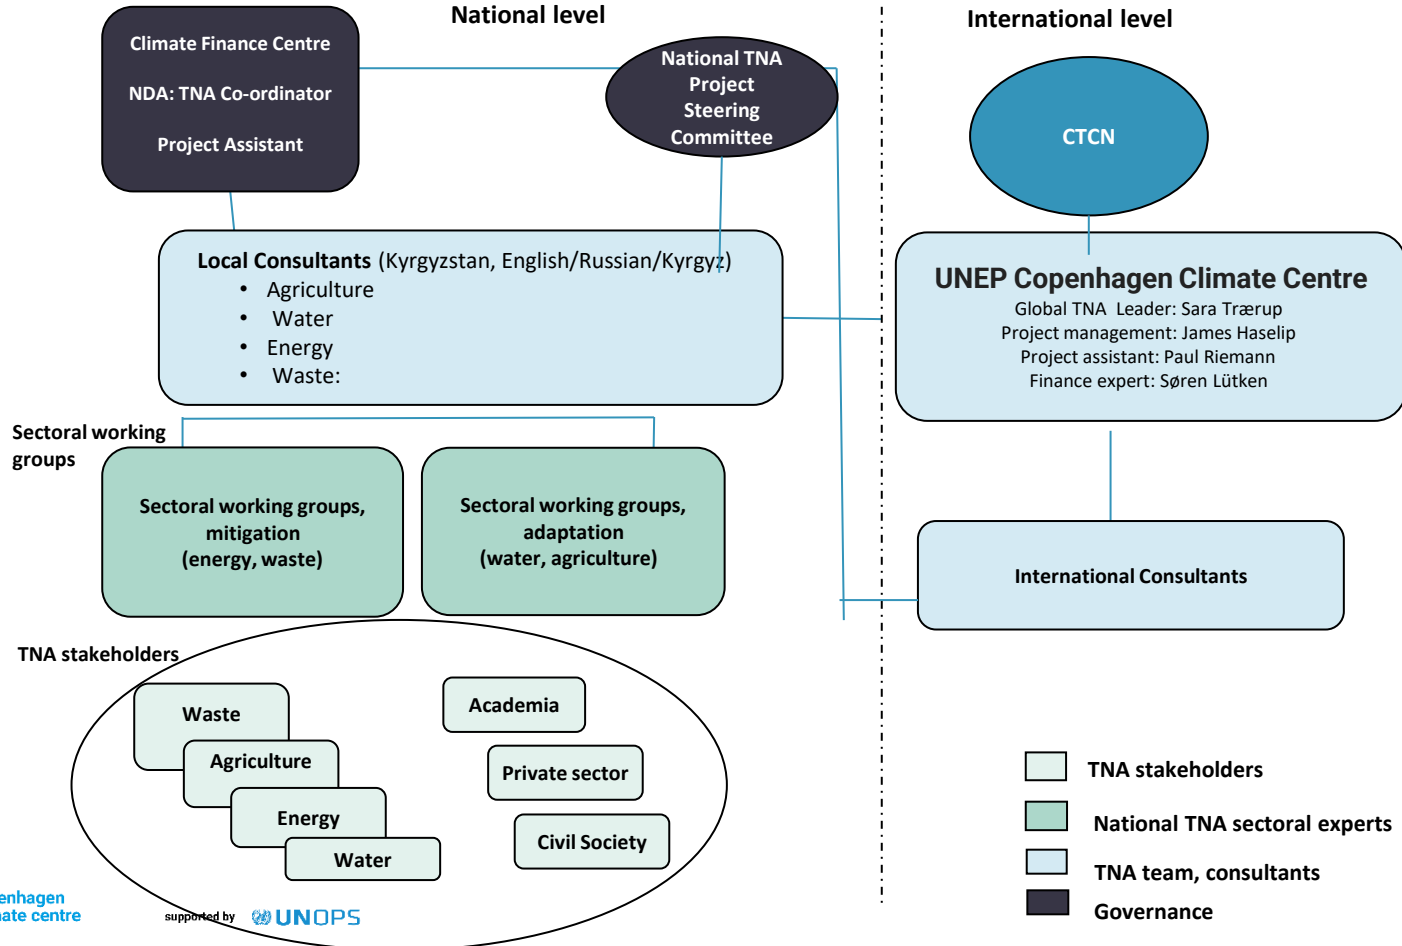 National level
International level
Climate Finance Centre
NDA: TNA Co-ordinator
Project Assistant
National TNA
Project
Steering
Committee
CTCN
Local Consultants (Kyrgyzstan, English/Russian/Kyrgyz)
• Agriculture
• Water
• Energy
• Waste:
UNEP Copenhagen Climate Centre
Global TNA Leader: Sara Trærup
Project management: James Haselip
Project assistant: Paul Riemann
Finance expert: Søren Lütken
Sectoral working
groups
Sectoral working groups,
mitigation
(energy, waste)
Sectoral working groups,
adaptation
(water, agriculture)
International Consultants
TNA stakeholders
Waste
Agriculture
Energy
Water
Academia
Private sector
Civil Society
TNA stakeholders
National TNA sectoral experts
TNA team, consultants
Governance
enhagen
ate centre
supported by
UNOPS